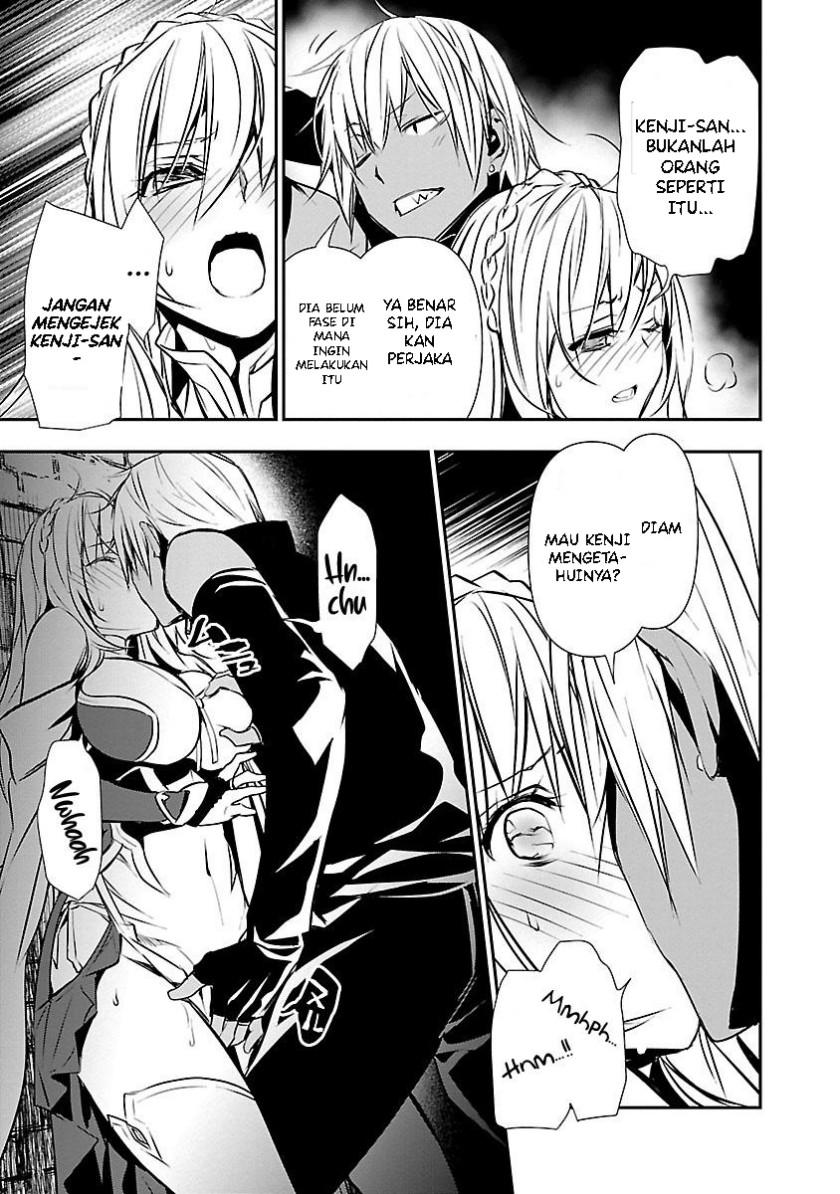 KENJI-SAN...
BUKANLAH
ORANG
SEPERTI
ITU...
YA BENAR
SIH, DIA
KAN
PERJAKA
DIA BELUM
FASE DI
MANA
INGIN
MELAKUKAN
ITU
...
JANGAN
MENGEJEK
KENJI-SAN
-
DIAM
MAU KENJI
MENGETA-
HUINYA?
Mmhph...
Hnm...!!
Hn...
chu
Nwhaah